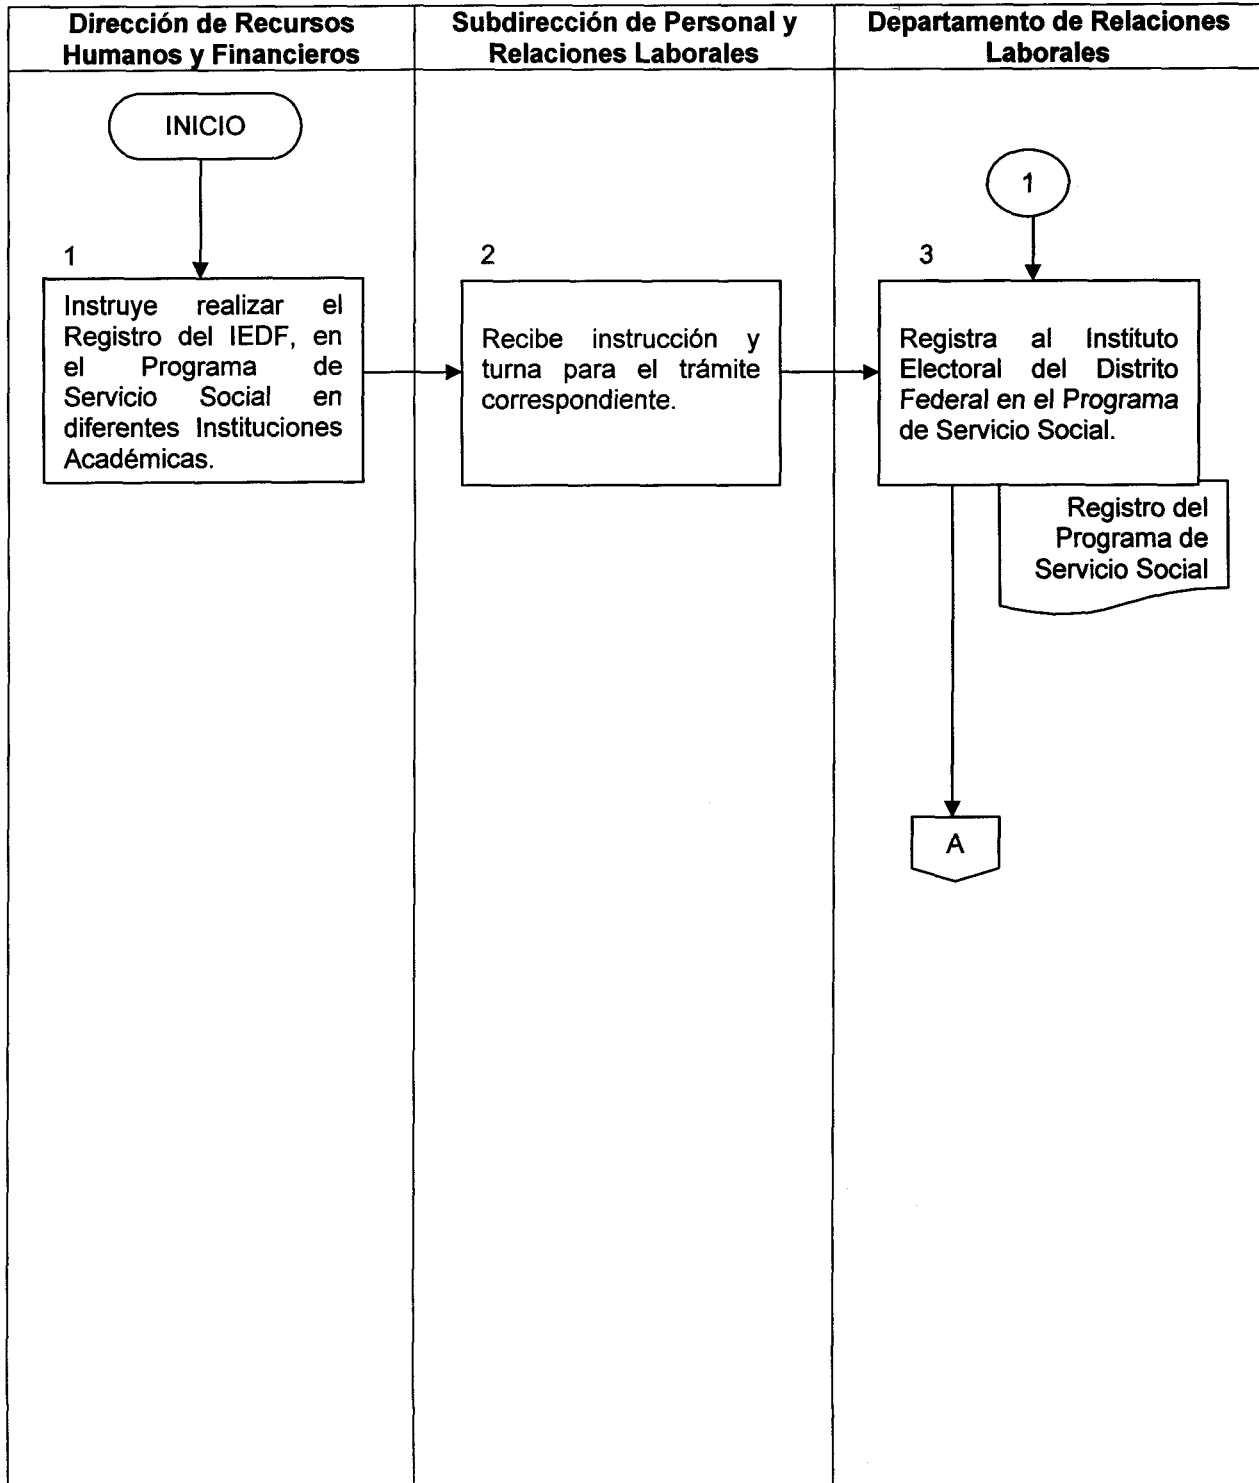 Dirección de Recursos
Humanos y Financieros
Subdirección de Personal y
Relaciones Laborales
Departamento de Relaciones
Laborales
INICIO
1
1
Instruye realizar el
Registro del IEDF, en
el Programa de
Servicio Social en
diferentes Instituciones
Académicas.
2
Recibe instrucción y
turna para el trámite
correspondiente.
3
Registra al Instituto
Electoral del Distrito
Federal en el Programa
de Servicio Social.
Registro del
Programa de
Servicio Social
A